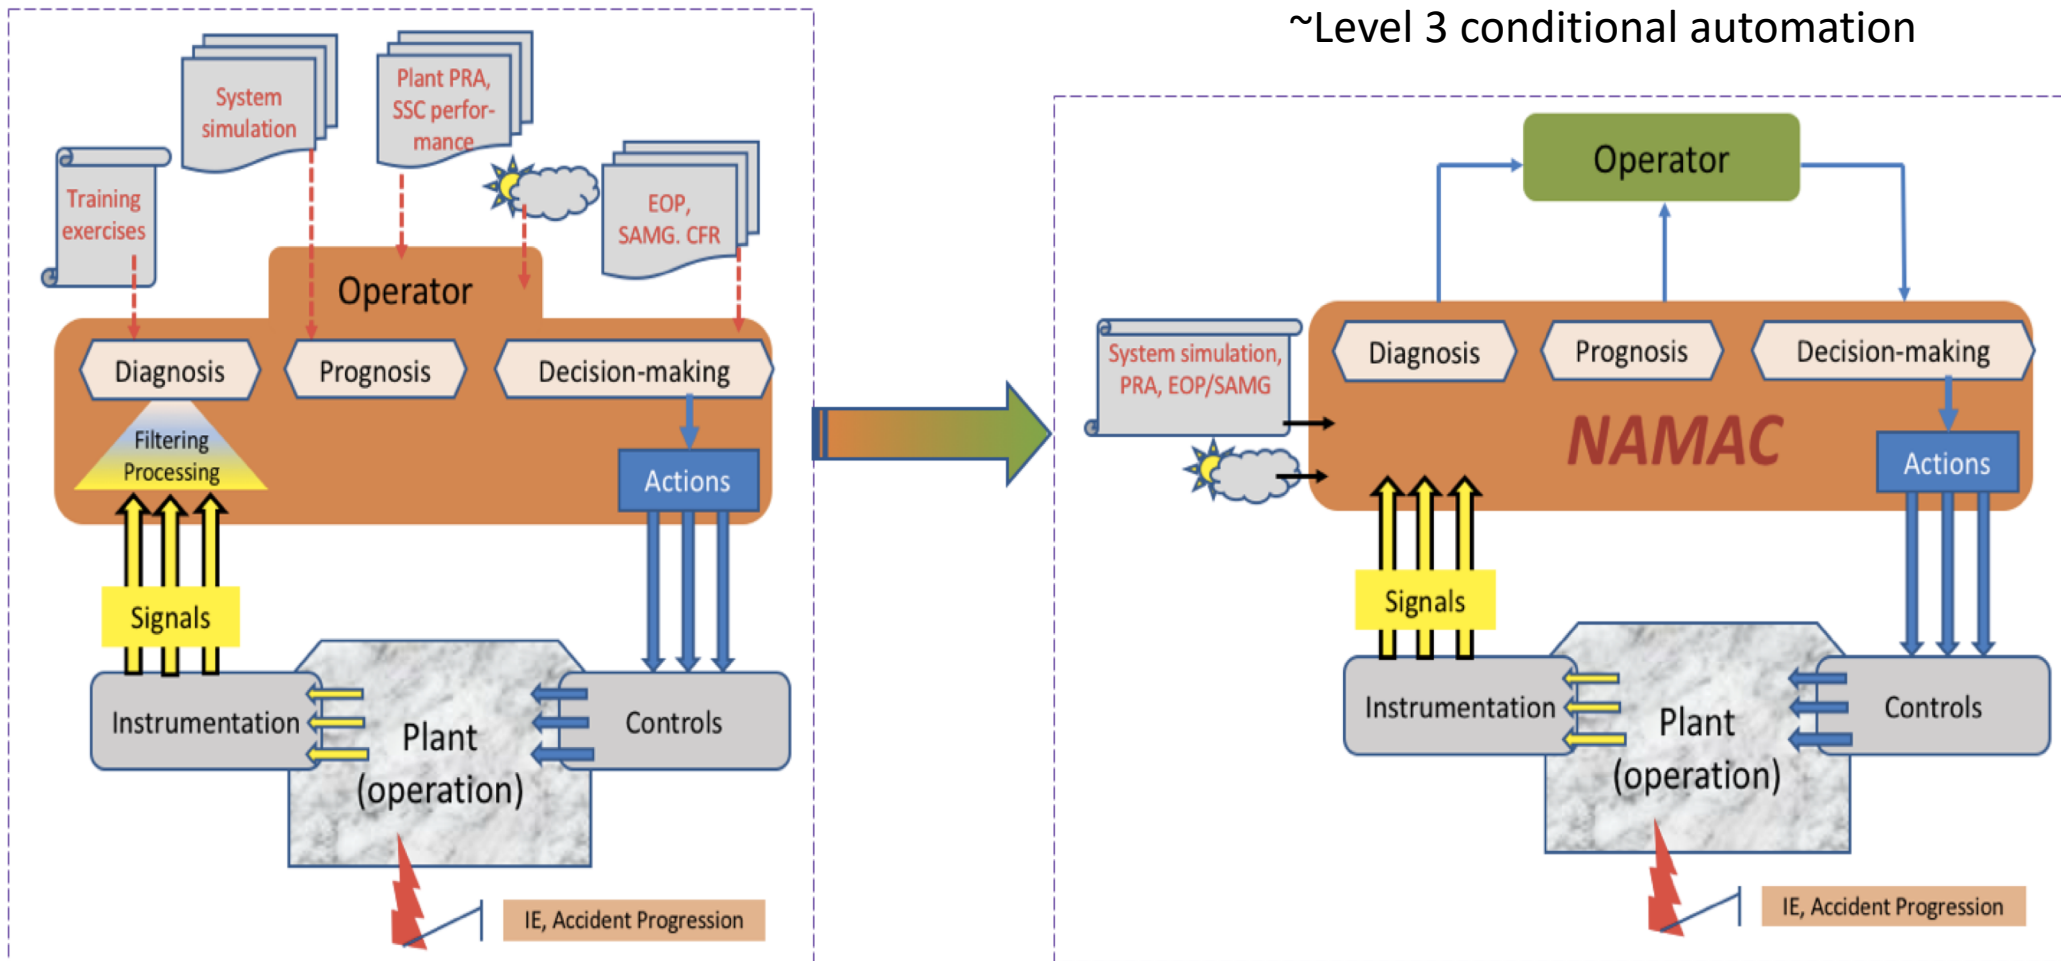 ~Level 3 conditional automation
System
simulation
Plant PRA,
SSC perfor-
mance
Training
exercises
EOP,
SAMG. CFR
Operator
Diagnosis
Prognosis
Decision-making
Filtering
Processing
Actions
Signals
Instrumentation
Plant
(operation)
Controls
IE, Accident Progression
Operator
System simulation,
PRA, EOP/SAMG
Diagnosis
Prognosis
Decision-making
NAMAC
Actions
Signals
Instrumentation
Plant
(operation)
Controls
IE, Accident Progression